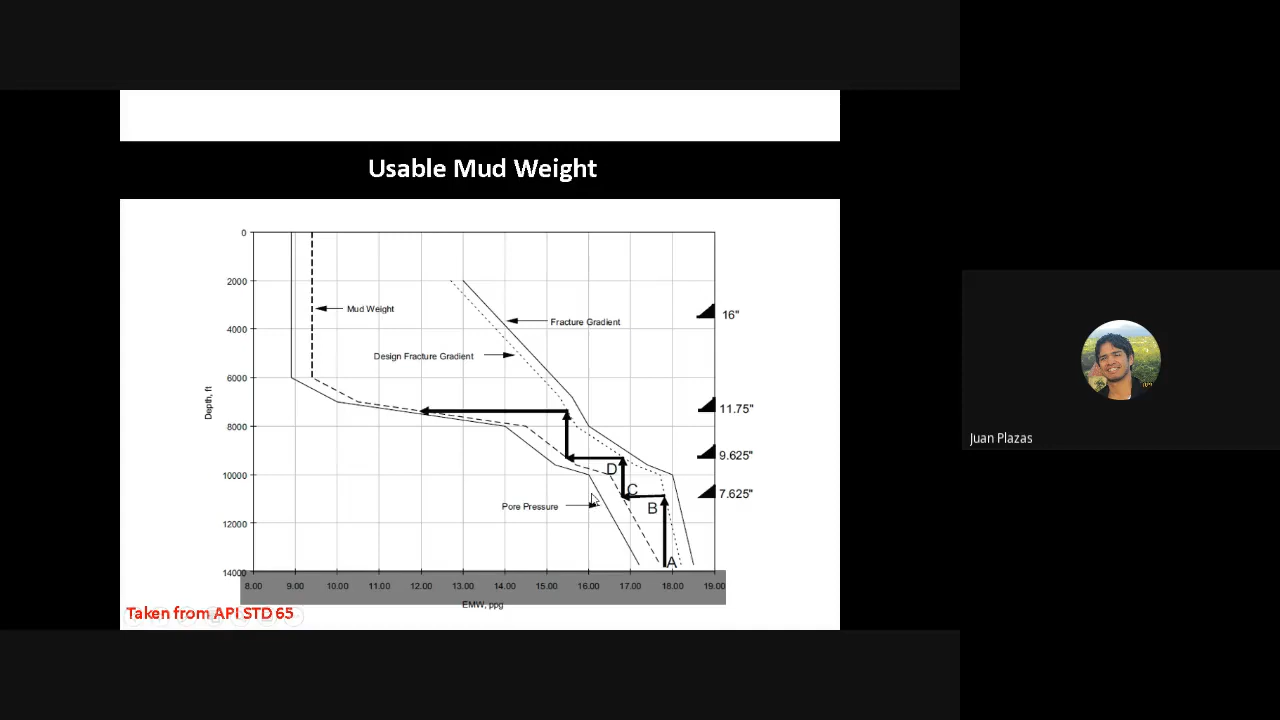 Usable Mud Weight
0
2000
4000
6000
8000
10000
12000
14000
Depth, ft
Mud Weight
Fracture Gradient
Design Fracture Gradient
Pore Pressure
D
C
B
A
16"
11.75"
9.625"
7.625"
8.00 9.00 10.00 11.00 12.00 13.00 14.00 15.00 16.00 17.00 18.00 19.00
EMW, ppg
Taken from API STD 65
Juan Plazas